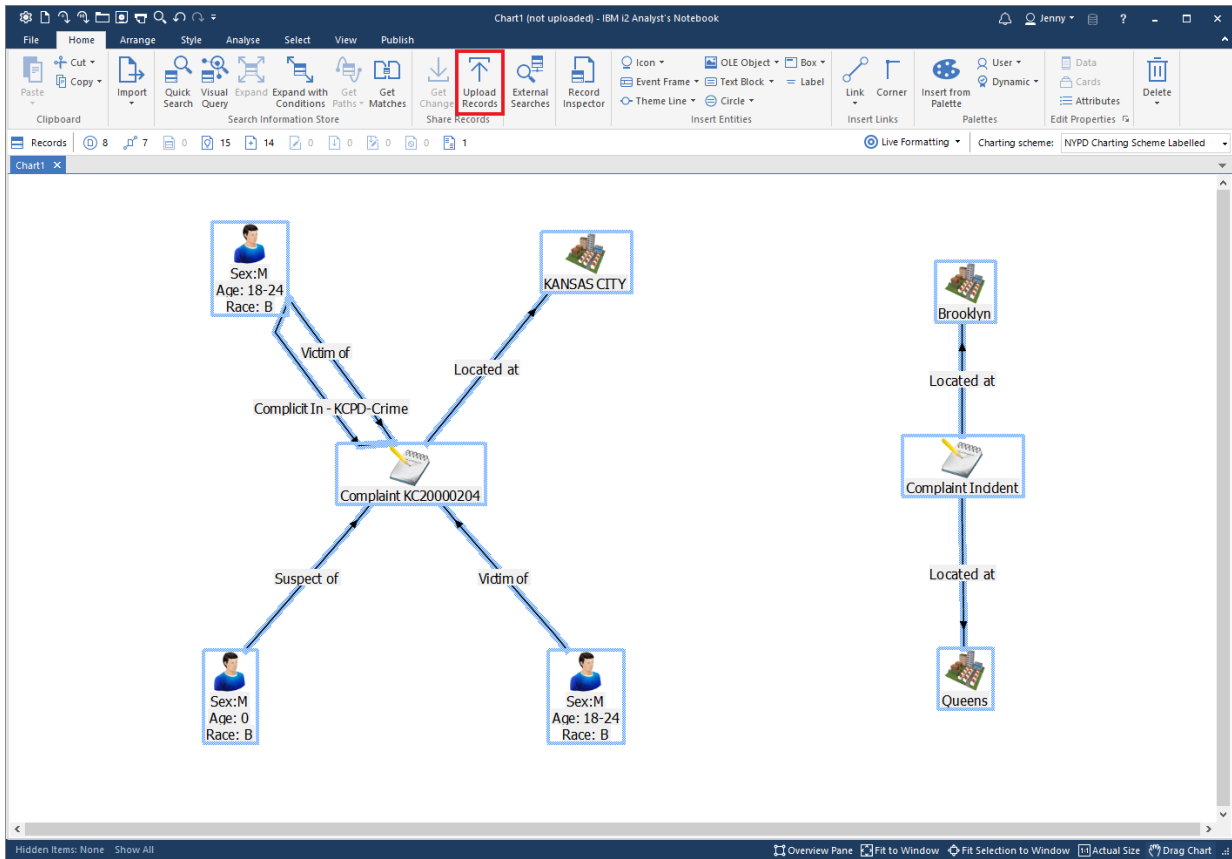 Chart1 (not uploaded) - IBM i2 Analyst's Notebook
Jenny
?
File Home Arrange Style Analyse Select View Publish
Paste
Cut
Copy
Clipboard
Import
Quick Search
Visual Query
Expand
Expand with Conditions
Get Paths
Get Matches
Search Information Store
Get Changes
Upload Records
Share Records
External Searches
Record Inspector
Icon
Event Frame
Theme Line
OLE Object
Text Block
Circle
Box
Label
Insert Entities
Link
Corner
Insert Links
Insert from Palette
User
Dynamic
Palettes
Data
Cards
Attributes
Edit Properties
Delete
Records 8 7 0 15 14 0 0 0 0 1
Live Formatting
Charting scheme: NYPD Charting Scheme Labelled
Chart1
Sex:M
Age: 18-24
Race: B
KANSAS CITY
Brooklyn
Victim of
Located at
Located at
Complicit In - KCPD-Crime
Complaint KC20000204
Complaint Incident
Suspect of
Victim of
Located at
Sex:M
Age: 0
Race: B
Sex:M
Age: 18-24
Race: B
Queens
Hidden Items: None Show All
Overview Pane Fit to Window Fit Selection to Window 1:1 Actual Size Drag Chart